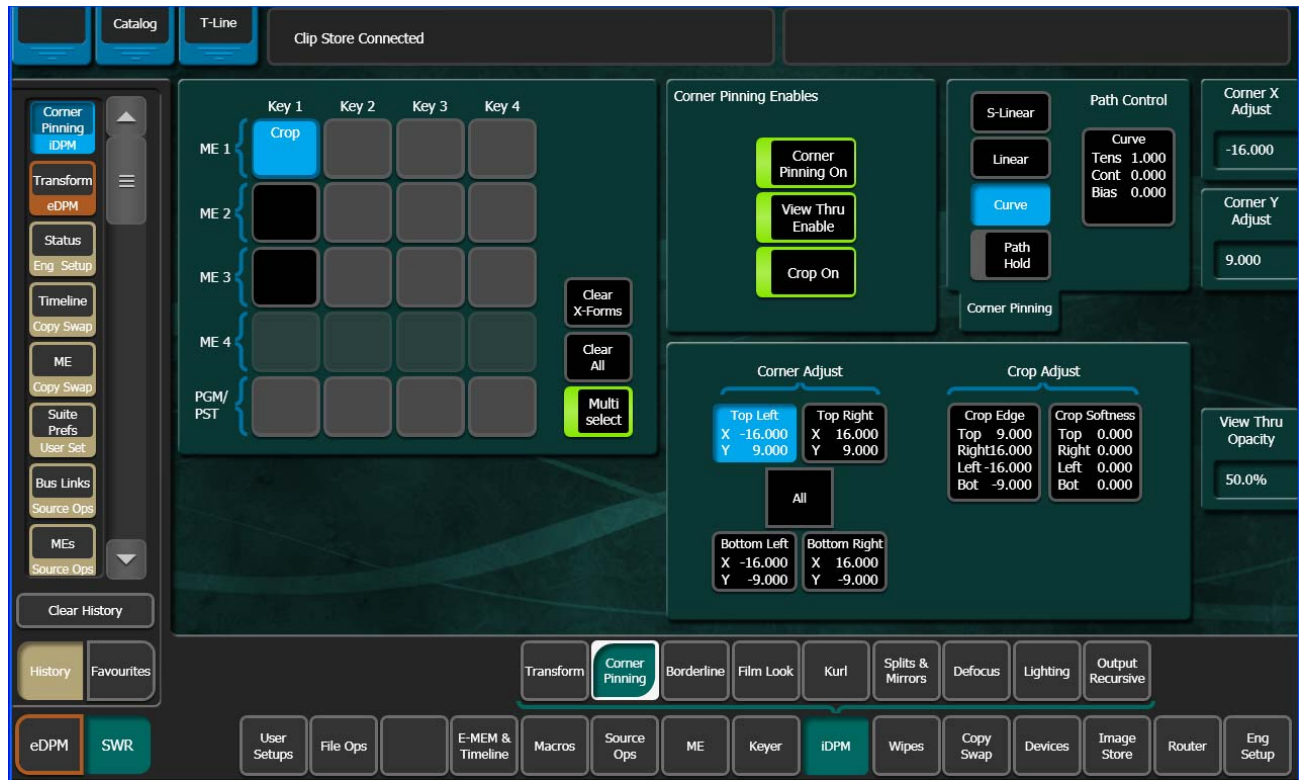 Catalog
T-Line
Clip Store Connected
Corner
Pinning
iDPM
Transform
eDPM
Status
Eng Setup
Timeline
Copy Swap
ME
Copy Swap
Suite
Prefs
User Set
Bus Links
Source Ops
MEs
Source Ops
Clear History
History
Favourites
eDPM
SWR
Key 1 Key 2 Key 3 Key 4
ME 1
Crop
ME 2
ME 3
ME 4
PGM/
PST
Clear
X-Forms
Clear
All
Multi
select
Corner Pinning Enables
Corner
Pinning On
View Thru
Enable
Crop On
S-Linear
Linear
Curve
Path
Hold
Path Control
Curve
Tens 1.000
Cont 0.000
Bias 0.000
Corner Pinning
Corner X
Adjust
-16.000
Corner Y
Adjust
9.000
Corner Adjust
Top Left
X -16.000
Y 9.000
Top Right
X 16.000
Y 9.000
All
Bottom Left
X -16.000
Y -9.000
Bottom Right
X 16.000
Y -9.000
Crop Adjust
Crop Edge
Top 9.000
Right16.000
Left -16.000
Bot -9.000
Crop Softness
Top 0.000
Right 0.000
Left 0.000
Bot 0.000
View Thru
Opacity
50.0%
Transform
Corner
Pinning
Borderline
Film Look
Kurl
Splits &
Mirrors
Defocus
Lighting
Output
Recursive
User
Setups
File Ops
E-MEM &
Timeline
Macros
Source
Ops
ME
Keyer
iDPM
Wipes
Copy
Swap
Devices
Image
Store
Router
Eng
Setup